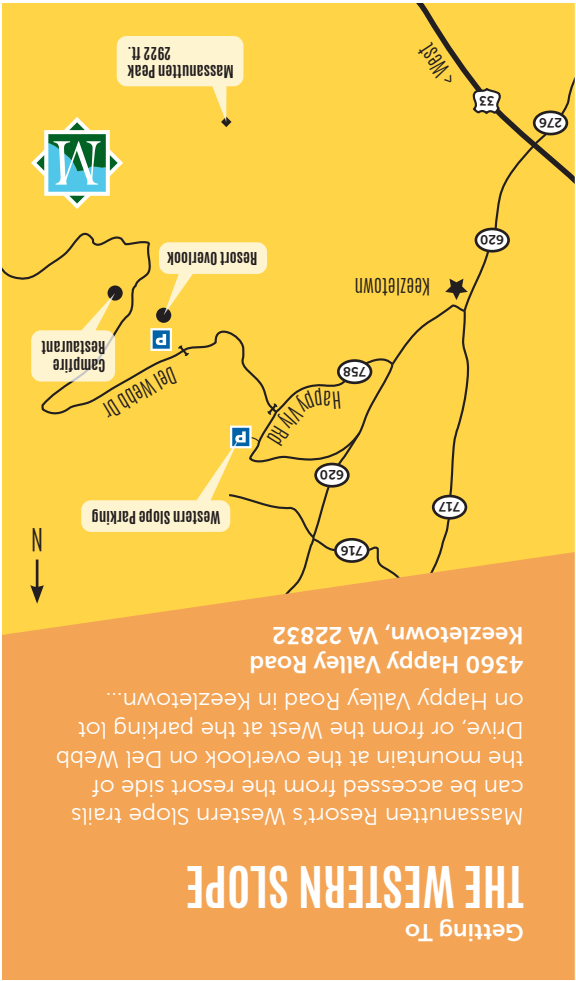 Getting To
THE WESTERN SLOPE
Massanutten Resort's Western Slope trails
can be accessed from the resort side of
the mountain at the overlook on Del Webb
Drive, or from the West at the parking lot
on Happy Valley Road in Keezletown...
4360 Happy Valley Road
Keezletown, VA 22832
N
716
717
Western Slope Parking
620
P
Happy Vly Rd
758
Del Webb Dr
Campfire
Restaurant
P
Keezletown
Resort Overlook
620
M
276
33
< West
Massanutten Peak
2922 ft.